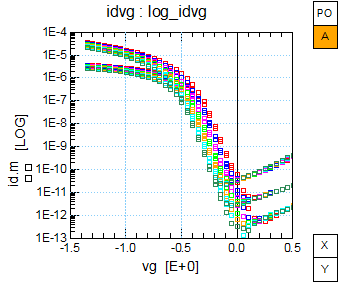 idvg : log_idvg
PO
A
1E-4
1E-5
1E-6
1E-7
1E-8
1E-9
1E-10
1E-11
1E-12
1E-13
id.m [LOG]
-1.5 -1.0 -0.5 0.0 0.5
vg [E+0]
X
Y